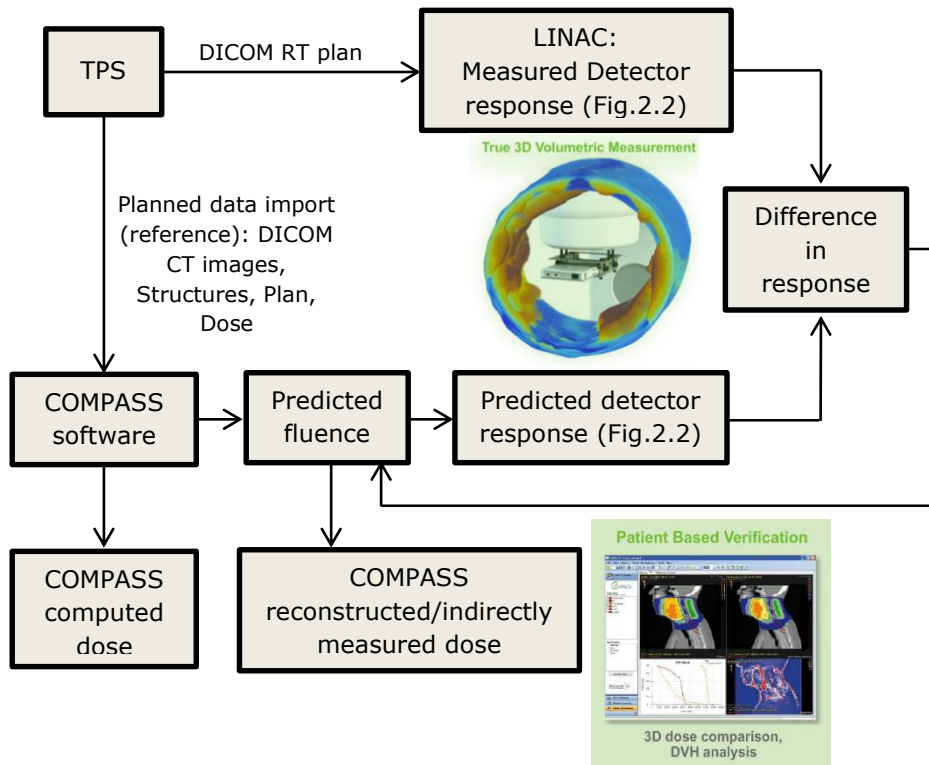 TPS
DICOM RT plan
LINAC:
Measured Detector
response (Fig.2.2)
True 3D Volumetric Measurement
Planned data import
(reference): DICOM
CT images,
Structures, Plan,
Dose
Difference
in
response
COMPASS
software
Predicted
fluence
Predicted detector
response (Fig.2.2)
COMPASS
computed
dose
COMPASS
reconstructed/indirectly
measured dose
Patient Based Verification
3D dose comparison,
DVH analysis